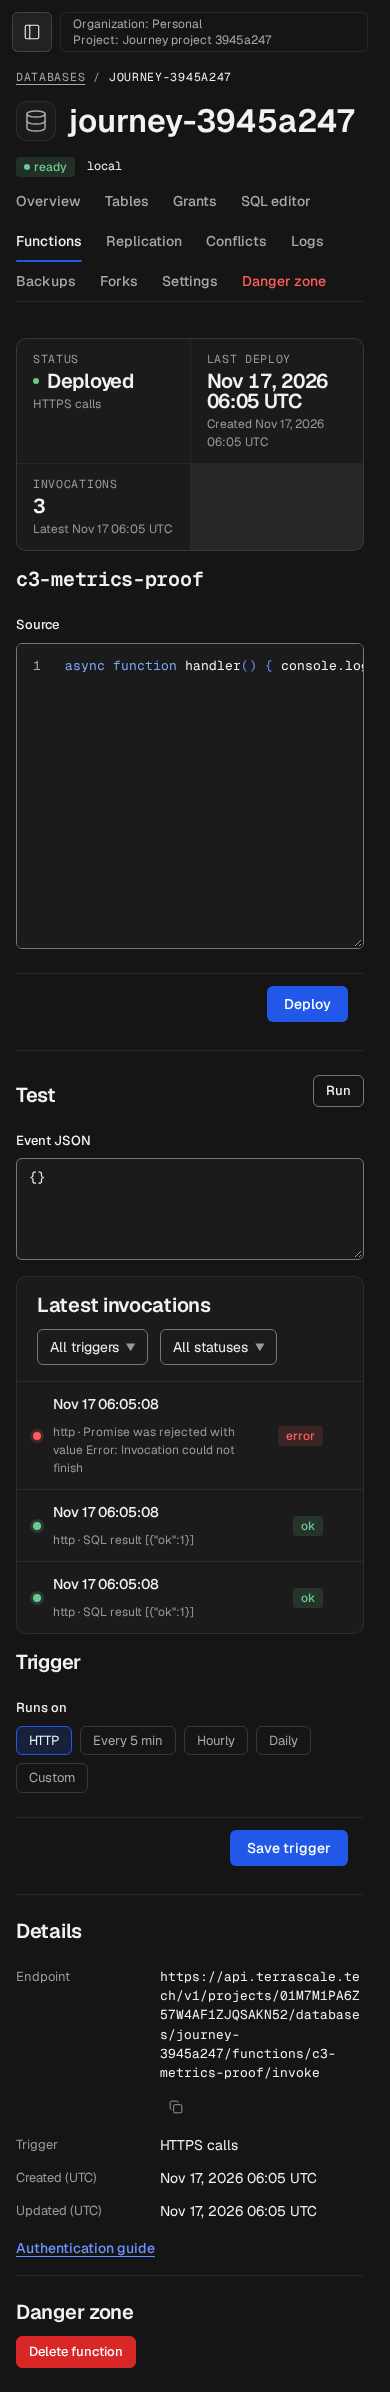 Organization: Personal
Project: Journey project 3945a247
DATABASES / JOURNEY-3945A247
journey-3945a247
ready local
Overview Tables Grants SQL editor
Functions Replication Conflicts Logs
Backups Forks Settings Danger zone
STATUS
Deployed
HTTPS calls
LAST DEPLOY
Nov 17, 2026
06:05 UTC
Created Nov 17, 2026
06:05 UTC
INVOCATIONS
3
Latest Nov 17 06:05 UTC
c3-metrics-proof
Source
1 async function handler() { console.log
Deploy
Test
Run
Event JSON
{}
Latest invocations
All triggers ▼ All statuses ▼
Nov 17 06:05:08
http · Promise was rejected with
value Error: Invocation could not
finish
error
Nov 17 06:05:08
http · SQL result [{"ok":1}]
ok
Nov 17 06:05:08
http · SQL result [{"ok":1}]
ok
Trigger
Runs on
HTTP Every 5 min Hourly Daily
Custom
Save trigger
Details
Endpoint
https://api.terrascale.te
ch/v1/projects/01M7M1PA6Z
57W4AF1ZJQSAKN52/database
s/journey-
3945a247/functions/c3-
metrics-proof/invoke
Trigger HTTPS calls
Created (UTC) Nov 17, 2026 06:05 UTC
Updated (UTC) Nov 17, 2026 06:05 UTC
Authentication guide
Danger zone
Delete function